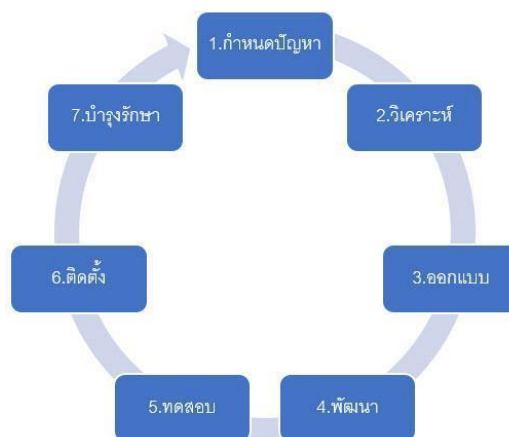 1.กำหนดปัญหา
2.วิเคราะห์
3.ออกแบบ
4.พัฒนา
5.ทดสอบ
6.ติดตั้ง
7.บำรุงรักษา